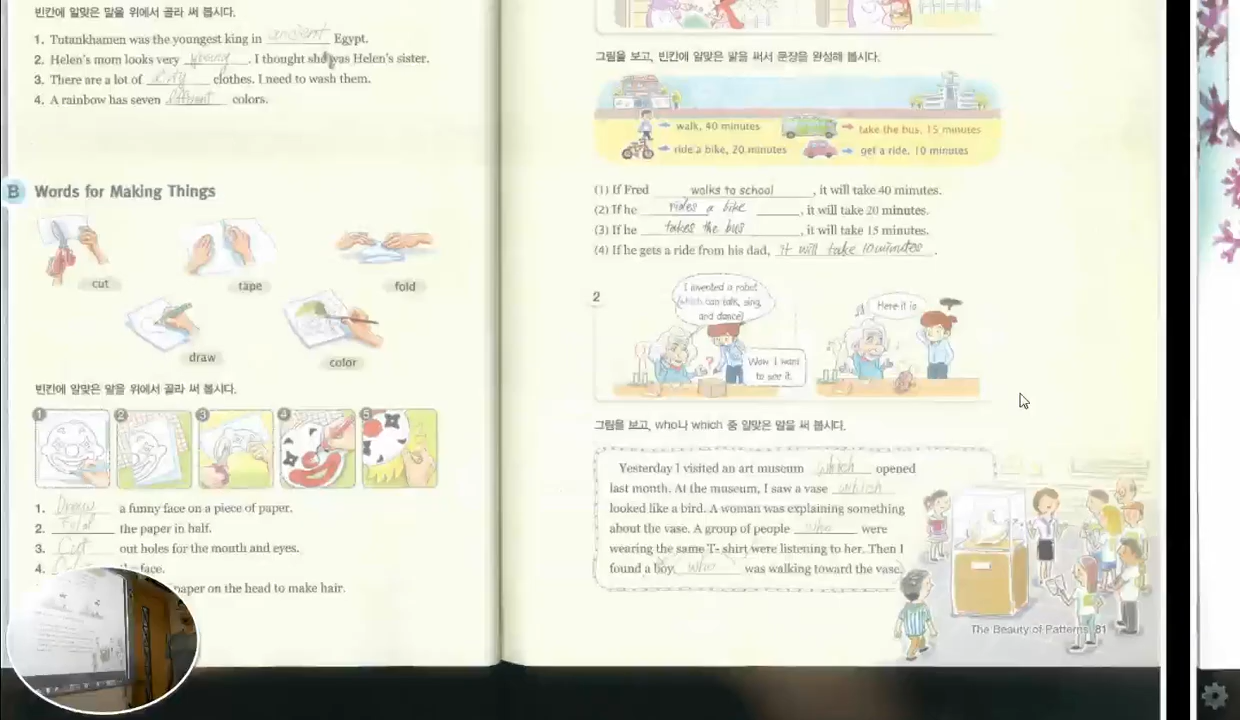 빈칸에 알맞은 말을 위에서 골라 써 봅시다.
1. Tutankhamen was the youngest king in ancient Egypt.
2. Helen's mom looks very young. I thought she was Helen's sister.
3. There are a lot of dirty clothes. I need to wash them.
4. A rainbow has seven different colors.
B Words for Making Things
cut
tape
fold
draw
color
빈칸에 알맞은 말을 위에서 골라 써 봅시다.
1 2 3 4 5
1. Draw a funny face on a piece of paper.
2. Fold the paper in half.
3. Cut out holes for the mouth and eyes.
4. face.
paper on the head to make hair.
그림을 보고, 빈칸에 알맞은 말을 써서 문장을 완성해 봅시다.
walk, 40 minutes
take the bus, 15 minutes
ride a bike, 20 minutes
get a ride, 10 minutes
(1) If Fred walks to school, it will take 40 minutes.
(2) If he rides a bike, it will take 20 minutes.
(3) If he takes the bus, it will take 15 minutes.
(4) If he gets a ride from his dad, it will take 10 minutes.
2
I invented a robot
(which can talk, sing,
and dance)
Wow I want
to see it.
Here it is
그림을 보고, who나 which 중 알맞은 말을 써 봅시다.
Yesterday I visited an art museum which opened
last month. At the museum, I saw a vase which
looked like a bird. A woman was explaining something
about the vase. A group of people who were
wearing the same T-shirt were listening to her. Then I
found a boy who was walking toward the vase.
The Beauty of Patterns 81